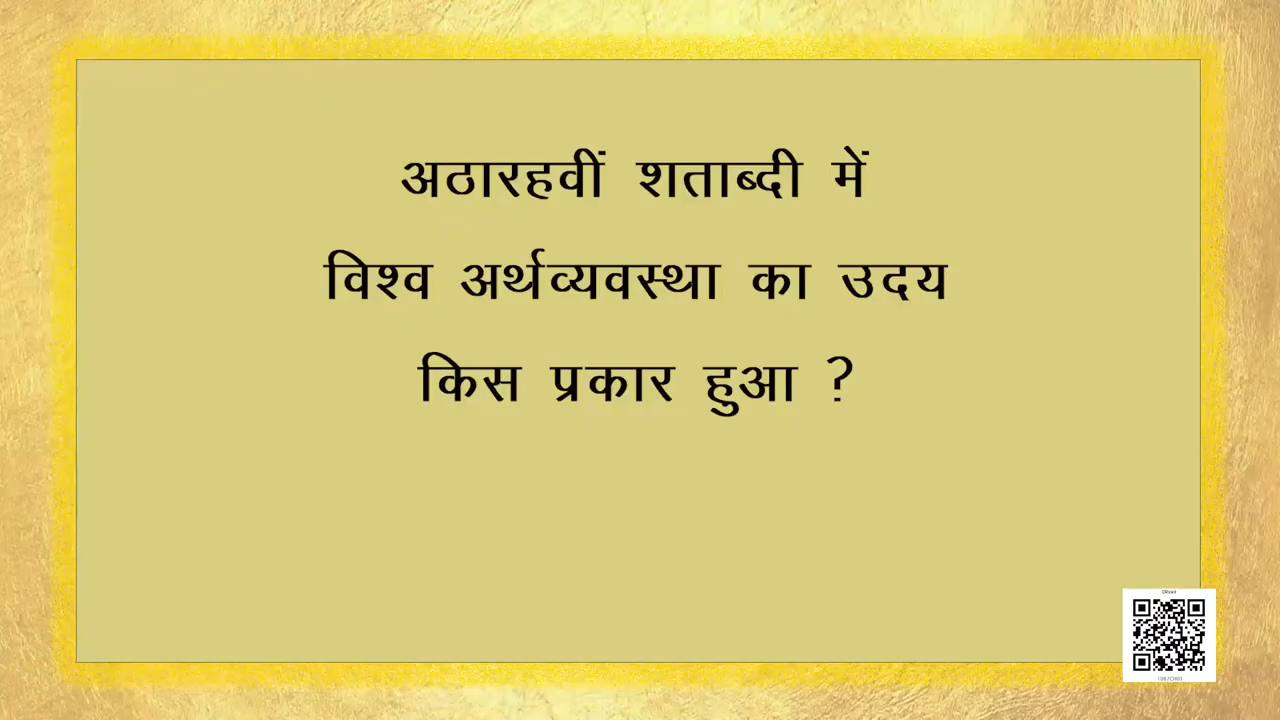 अठारहवीं शताब्दी में
विश्व अर्थव्यवस्था का उदय
किस प्रकार हुआ ?